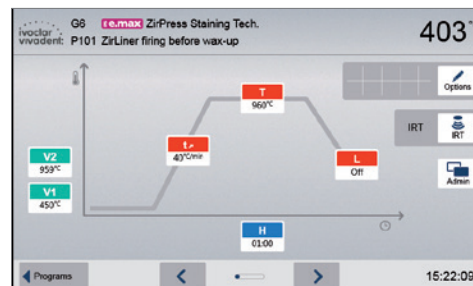 ivoclar
vivadent:
G6 e.max ZirPress Staining Tech.
P101 ZirLiner firing before wax-up
403°
Options
T
960°C
IRT
IRT
t↗
40°C/min
V2
959°C
L
Off
Admin
V1
450°C
H
01:00
Programs
15:22:09